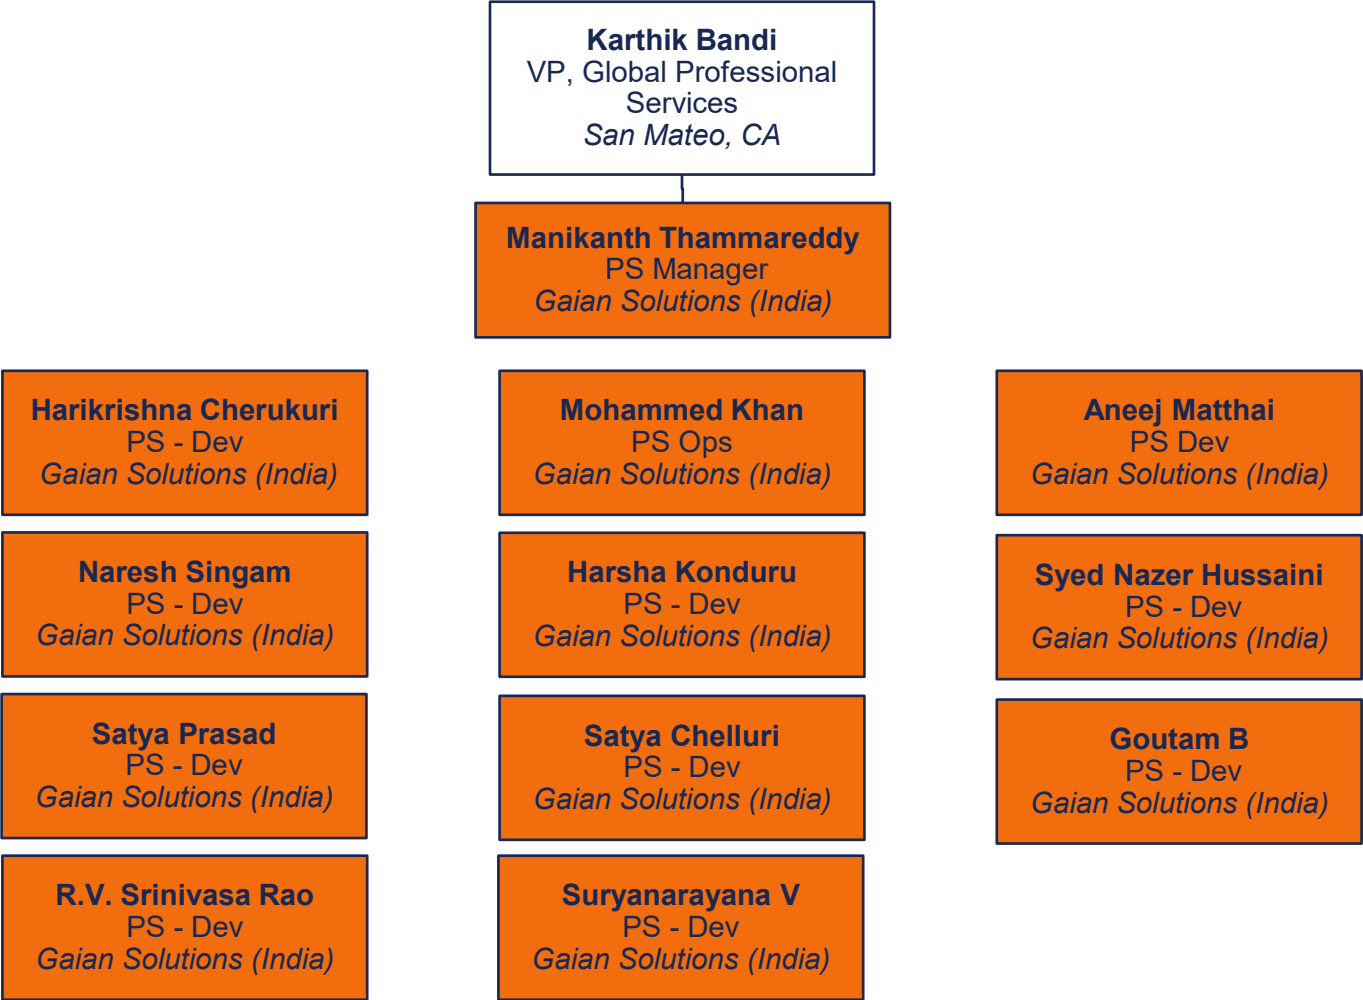 Karthik Bandi
VP, Global Professional
Services
San Mateo, CA
Manikanth Thammareddy
PS Manager
Gaian Solutions (India)
Harikrishna Cherukuri
PS - Dev
Gaian Solutions (India)
Mohammed Khan
PS Ops
Gaian Solutions (India)
Aneej Matthai
PS Dev
Gaian Solutions (India)
Naresh Singam
PS - Dev
Gaian Solutions (India)
Harsha Konduru
PS - Dev
Gaian Solutions (India)
Syed Nazer Hussaini
PS - Dev
Gaian Solutions (India)
Satya Prasad
PS - Dev
Gaian Solutions (India)
Satya Chelluri
PS - Dev
Gaian Solutions (India)
Goutam B
PS - Dev
Gaian Solutions (India)
R.V. Srinivasa Rao
PS - Dev
Gaian Solutions (India)
Suryanarayana V
PS - Dev
Gaian Solutions (India)